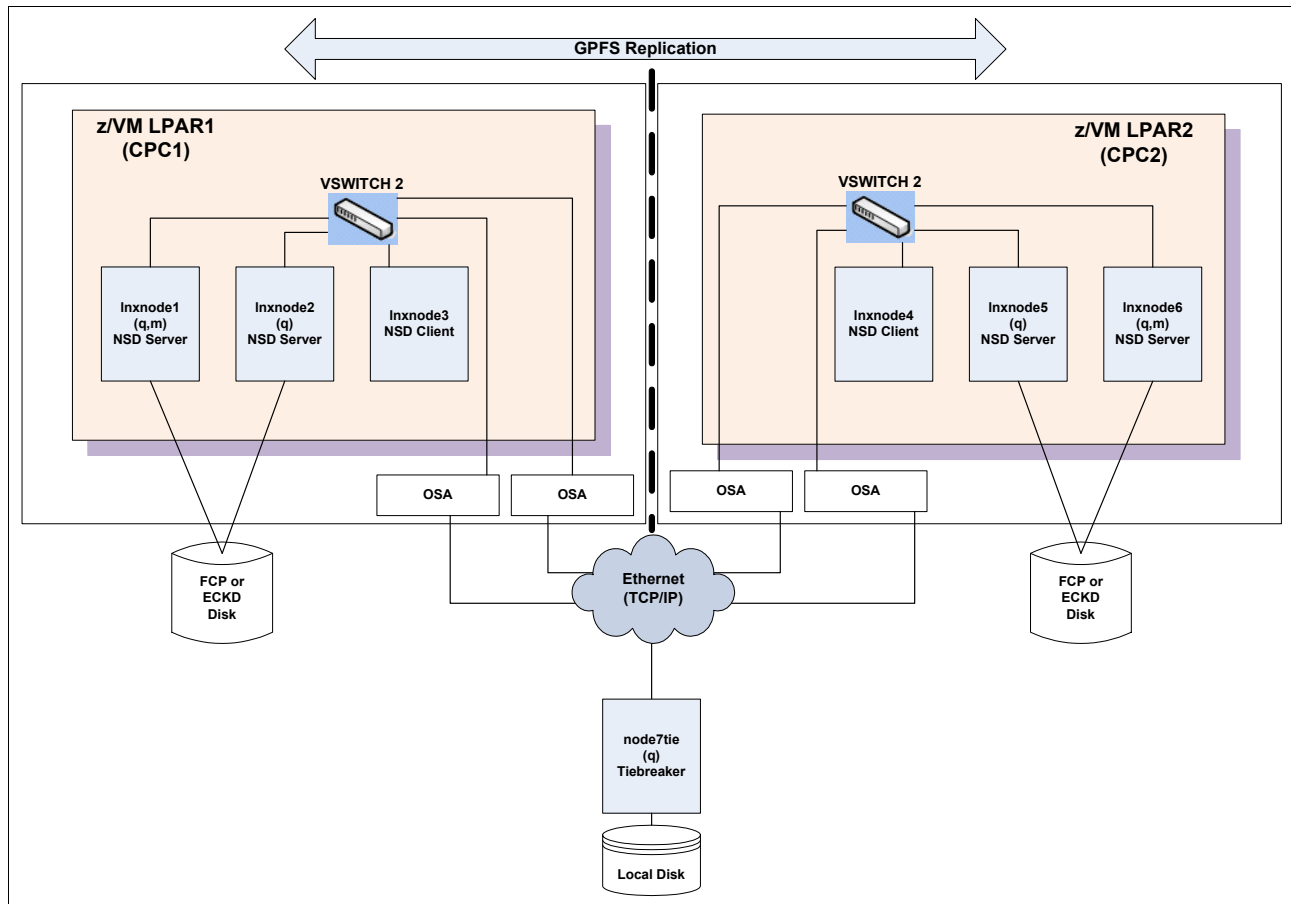 GPFS Replication
z/VM LPAR1
(CPC1)
VSWITCH 2
lnxnode1
(q,m)
NSD Server
lnxnode2
(q)
NSD Server
lnxnode3
NSD Client
OSA
OSA
FCP or
ECKD
Disk
z/VM LPAR2
(CPC2)
VSWITCH 2
lnxnode4
NSD Client
lnxnode5
(q)
NSD Server
lnxnode6
(q,m)
NSD Server
OSA
OSA
FCP or
ECKD
Disk
Ethernet
(TCP/IP)
node7tie
(q)
Tiebreaker
Local Disk